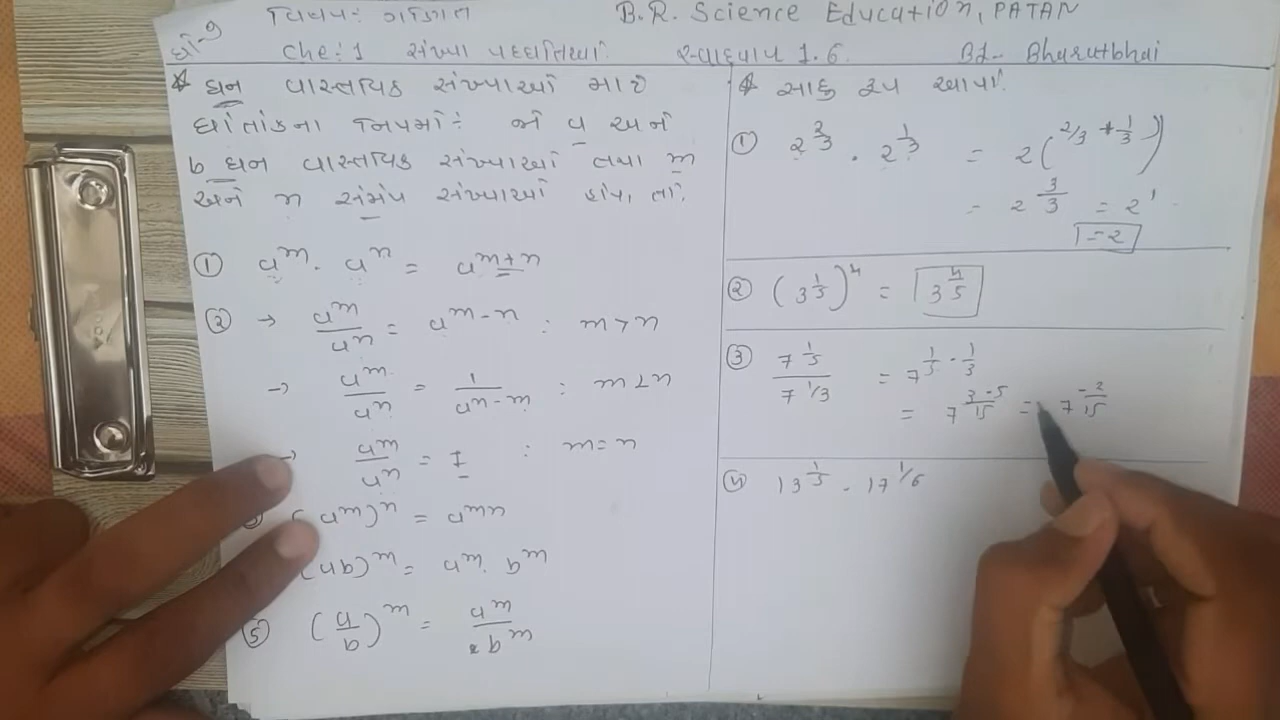 ધો-9 વિષય: ગણિત B.R. Science Education, PATAN
Che: 1 સંખ્યા પદ્ધતિઓ સ્વાધ્યાય 1.6 By- Bharatbhai
* ઘન વાસ્તવિક સંખ્યાઓ માટે
ઘાતાંકના નિયમો: જો a અને
b ઘન વાસ્તવિક સંખ્યાઓ તથા m
અને n સંમેય સંખ્યાઓ હોય, તો:
① a^m · a^n = a^{m+n}
② → a^m/a^n = a^{m-n} : m > n
→ a^m/a^n = 1/a^{n-m} : m < n
→ a^m/a^n = 1 : m = n
(a^m)^n = a^{mn}
(ab)^m = a^m · b^m
⑤ (a/b)^m = a^m/b^m
* સાદુ રૂપ આપો:
① 2^{2/3} · 2^{1/3} = 2(^{2/3 + 1/3})
= 2^{3/3} = 2^1
= 2
② (3^{1/5})^4 = 3^{4/5}
③ 7^{1/5}/7^{1/3} = 7^{1/5 - 1/3}
= 7^{3-5/15} = 7^{-2/15}
④ 13^{1/5} · 17^{1/6}